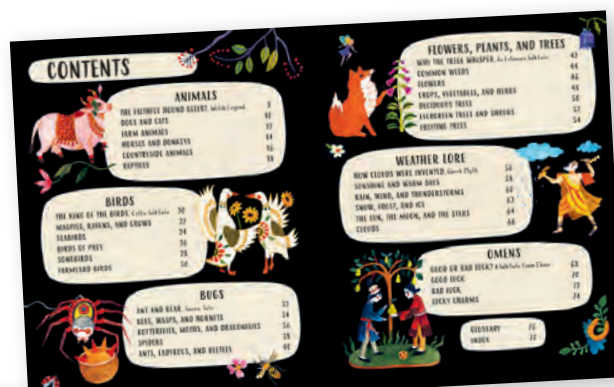 CONTENTS
ANIMALS
THE FAITHFUL HOUND GELERT, Welsh Legend 8
DOGS AND CATS
FARM ANIMALS
HORSES AND DONKEYS
COUNTRYSIDE ANIMALS
REPTILES
BIRDS
THE KING OF THE BIRDS, Celtic folktale 20
MAGPIES, RAVENS, AND CROWS 22
SEABIRDS 24
BIRDS OF PREY 26
SONGBIRDS 28
FARMYARD BIRDS 30
BUGS
ANT AND BEAR,
BEES, WASPS, AND HORNETS 34
BUTTERFLIES, MOTHS, AND DRAGONFLIES 36
SPIDERS 38
ANTS, LADYBUGS, AND BEETLES 40
FLOWERS, PLANTS, AND TREES
WHY THE TREES WHISPER, folktale 42
COMMON WEEDS 44
FLOWERS 46
CROPS, VEGETABLES, AND HERBS 48
DECIDUOUS TREES 50
EVERGREEN TREES AND SHRUBS 52
FRUITING TREES 54
WEATHER LORE
HOW CLOUDS WERE INVENTED, Greek Myth 56
SUNSHINE AND WARM DAYS 58
RAIN, WIND, AND THUNDERSTORMS 60
SNOW, FROST, AND ICE 62
THE SUN, THE MOON, AND THE STARS 64
CLOUDS 66
OMENS
GOOD OR BAD LUCK? A folktale from China 68
GOOD LUCK 70
BAD LUCK 72
LUCKY CHARMS 74
GLOSSARY 76
INDEX 77